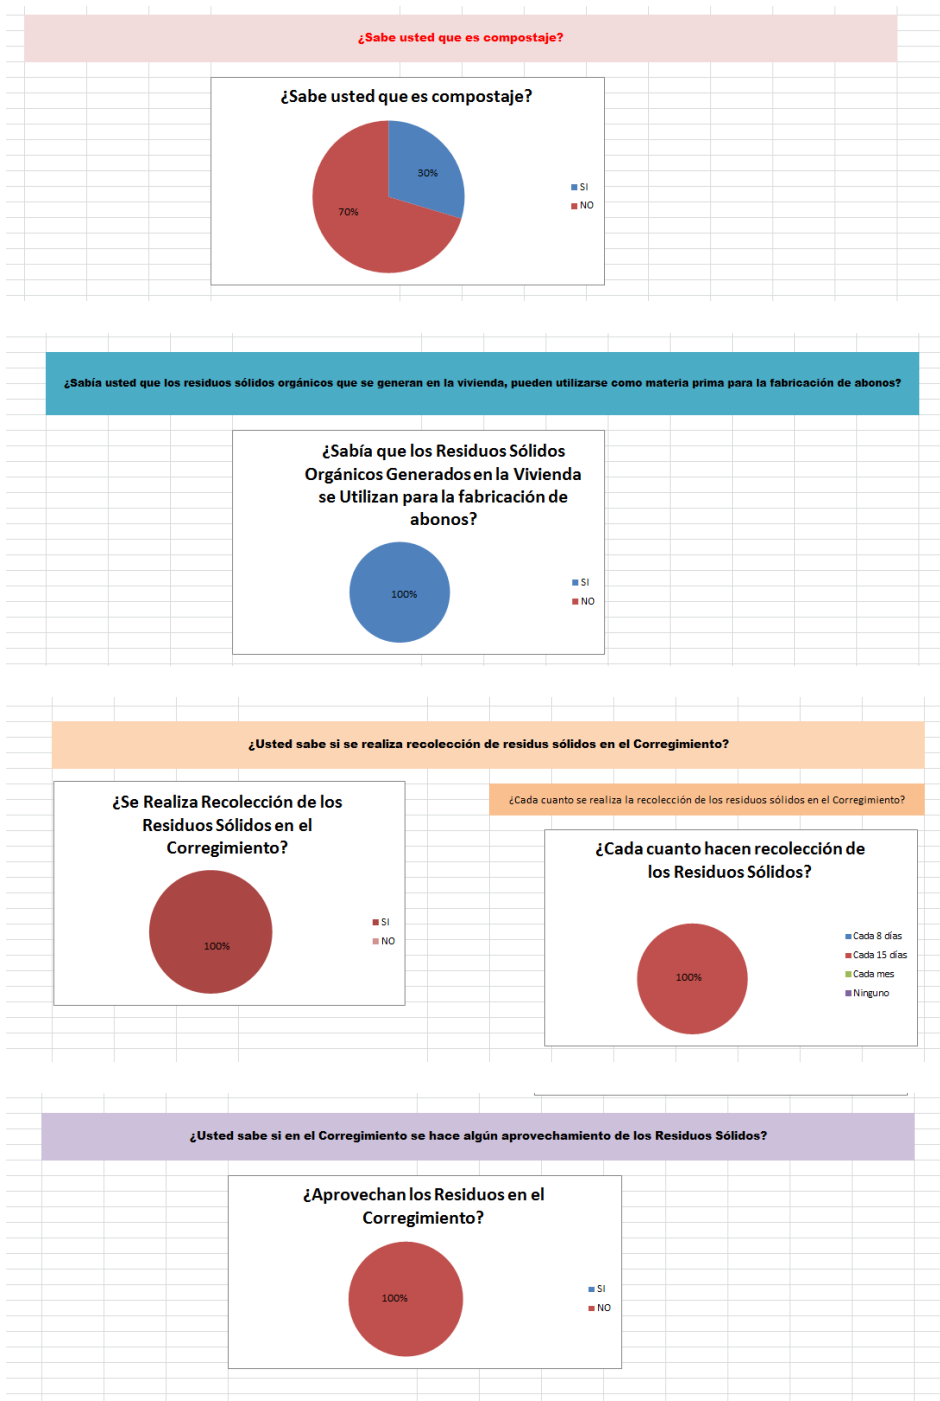 ¿Sabe usted que es compostaje?
¿Sabe usted que es compostaje?
30%
70%
SI
NO
¿Sabía usted que los residuos sólidos orgánicos que se generan en la vivienda, pueden utilizarse como materia prima para la fabricación de abonos?
¿Sabía que los Residuos Sólidos
Orgánicos Generados en la Vivienda
se Utilizan para la fabricación de
abonos?
100%
SI
NO
¿Usted sabe si se realiza recolección de residus sólidos en el Corregimiento?
¿Se Realiza Recolección de los
Residuos Sólidos en el
Corregimiento?
100%
SI
NO
¿Cada cuanto se realiza la recolección de los residuos sólidos en el Corregimiento?
¿Cada cuanto hacen recolección de
los Residuos Sólidos?
100%
Cada 8 días
Cada 15 días
Cada mes
Ninguno
¿Usted sabe si en el Corregimiento se hace algún aprovechamiento de los Residuos Sólidos?
¿Aprovechan los Residuos en el
Corregimiento?
100%
SI
NO